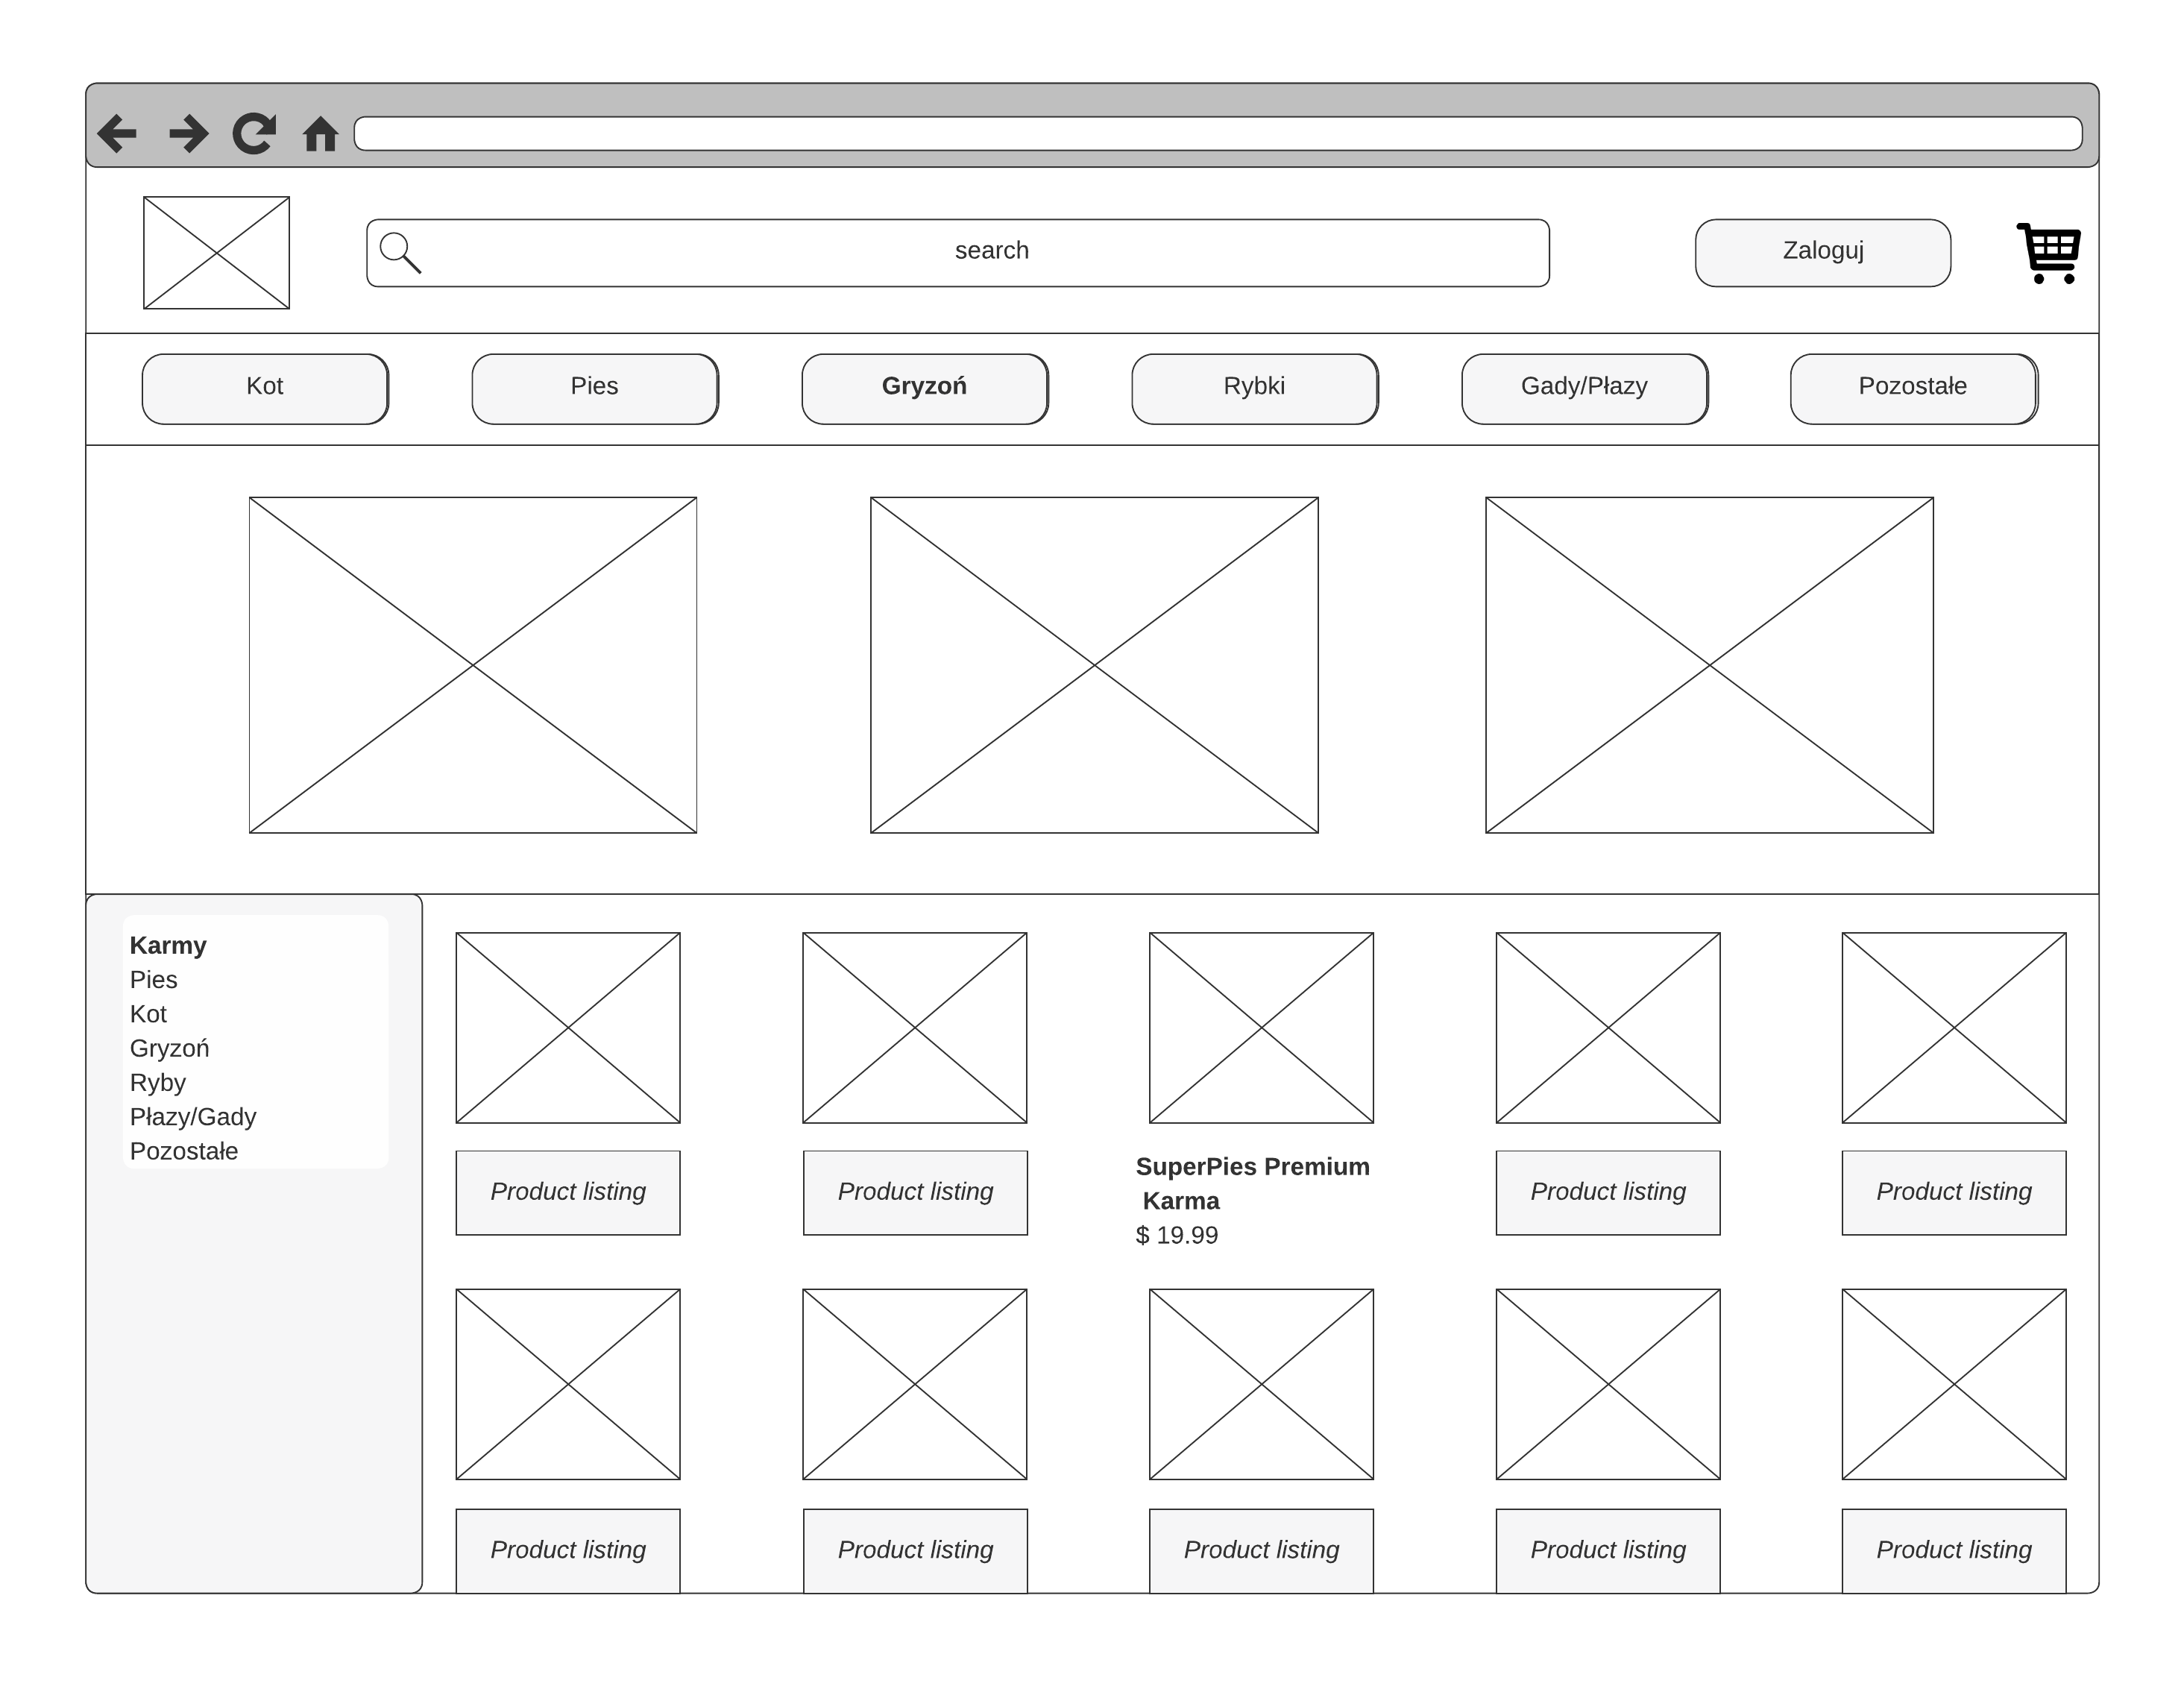 search
Zaloguj
Kot
Pies
Gryzoń
Rybki
Gady/Płazy
Pozostałe
Karmy
Pies
Kot
Gryzoń
Ryby
Płazy/Gady
Pozostałe
Product listing
Product listing
SuperPies Premium
Karma
$ 19.99
Product listing
Product listing
Product listing
Product listing
Product listing
Product listing
Product listing